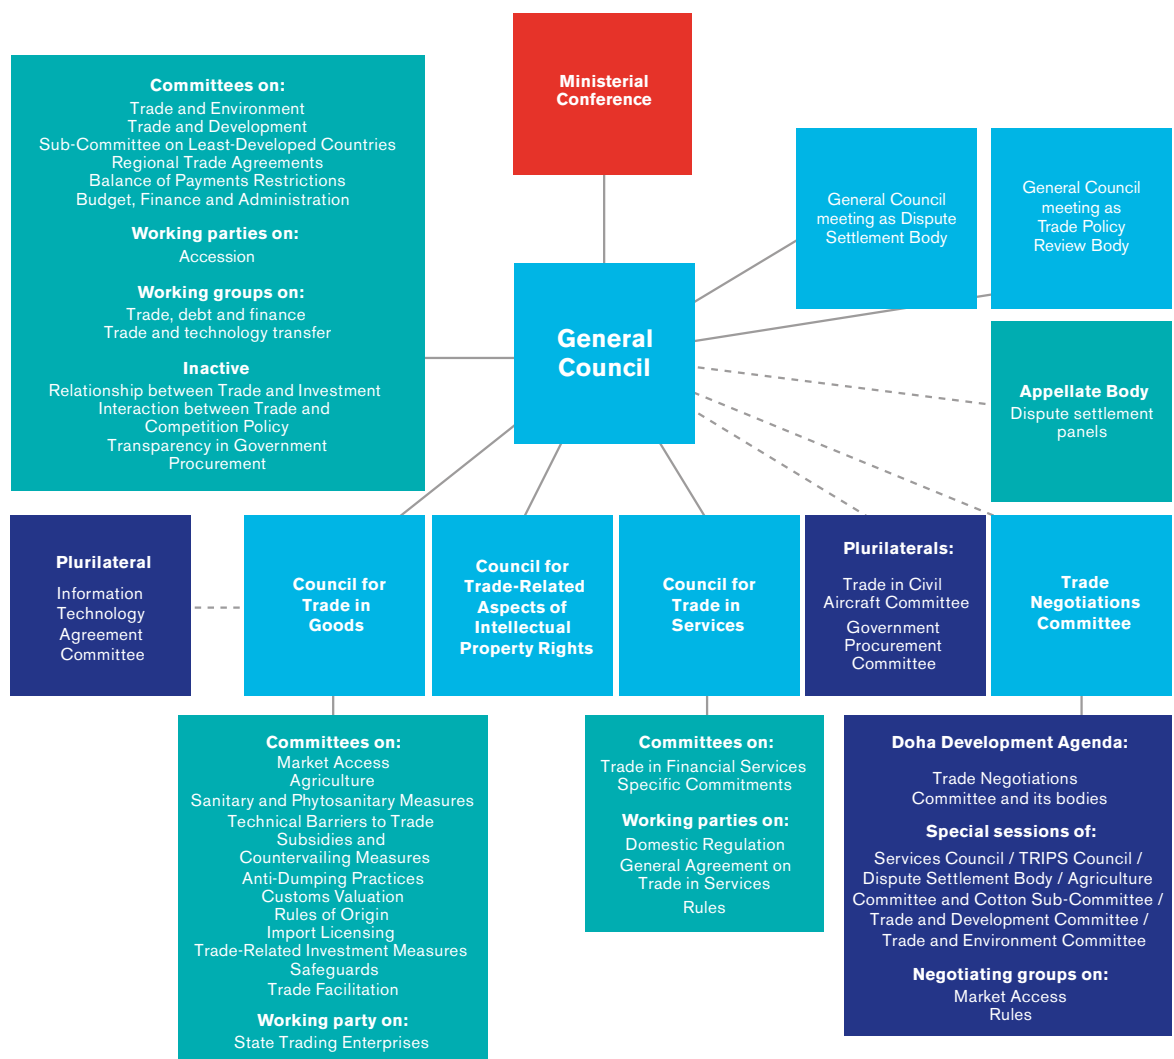 Ministerial
Conference
Committees on:
Trade and Environment
Trade and Development
Sub-Committee on Least-Developed Countries
Regional Trade Agreements
Balance of Payments Restrictions
Budget, Finance and Administration
Working parties on:
Accession
Working groups on:
Trade, debt and finance
Trade and technology transfer
Inactive
Relationship between Trade and Investment
Interaction between Trade and
Competition Policy
Transparency in Government
Procurement
General Council
meeting as Dispute
Settlement Body
General Council
meeting as
Trade Policy
Review Body
General
Council
Appellate Body
Dispute settlement
panels
Plurilateral
Information
Technology
Agreement
Committee
Council for
Trade in
Goods
Council for
Trade-Related
Aspects of
Intellectual
Property Rights
Council for
Trade in
Services
Plurilaterals:
Trade in Civil
Aircraft Committee
Government
Procurement
Committee
Trade
Negotiations
Committee
Committees on:
Market Access
Agriculture
Sanitary and Phytosanitary Measures
Technical Barriers to Trade
Subsidies and
Countervailing Measures
Anti-Dumping Practices
Customs Valuation
Rules of Origin
Import Licensing
Trade-Related Investment Measures
Safeguards
Trade Facilitation
Working party on:
State Trading Enterprises
Committees on:
Trade in Financial Services
Specific Commitments
Working parties on:
Domestic Regulation
General Agreement on
Trade in Services
Rules
Doha Development Agenda:
Trade Negotiations
Committee and its bodies
Special sessions of:
Services Council / TRIPS Council /
Dispute Settlement Body / Agriculture
Committee and Cotton Sub-Committee /
Trade and Development Committee /
Trade and Environment Committee
Negotiating groups on:
Market Access
Rules